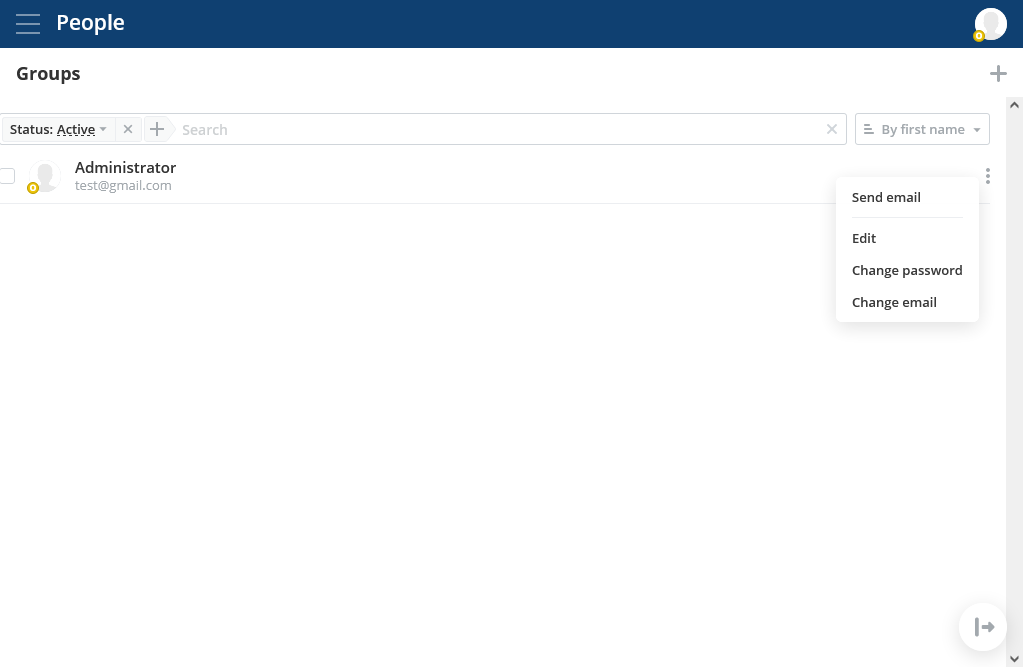 People
Groups
Status: Active
Search
By first name
Administrator
test@gmail.com
Send email
Edit
Change password
Change email